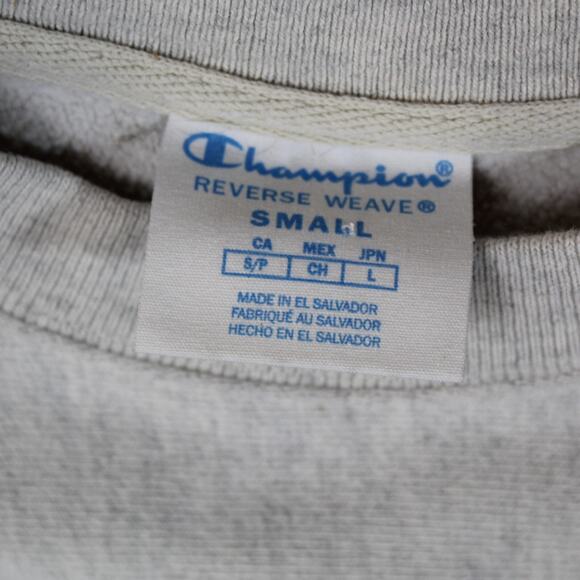 Champion®
REVERSE WEAVE®
SMALL
CA MEX JPN
S/P CH L
MADE IN EL SALVADOR
FABRIQUÉ AU SALVADOR
HECHO EN EL SALVADOR